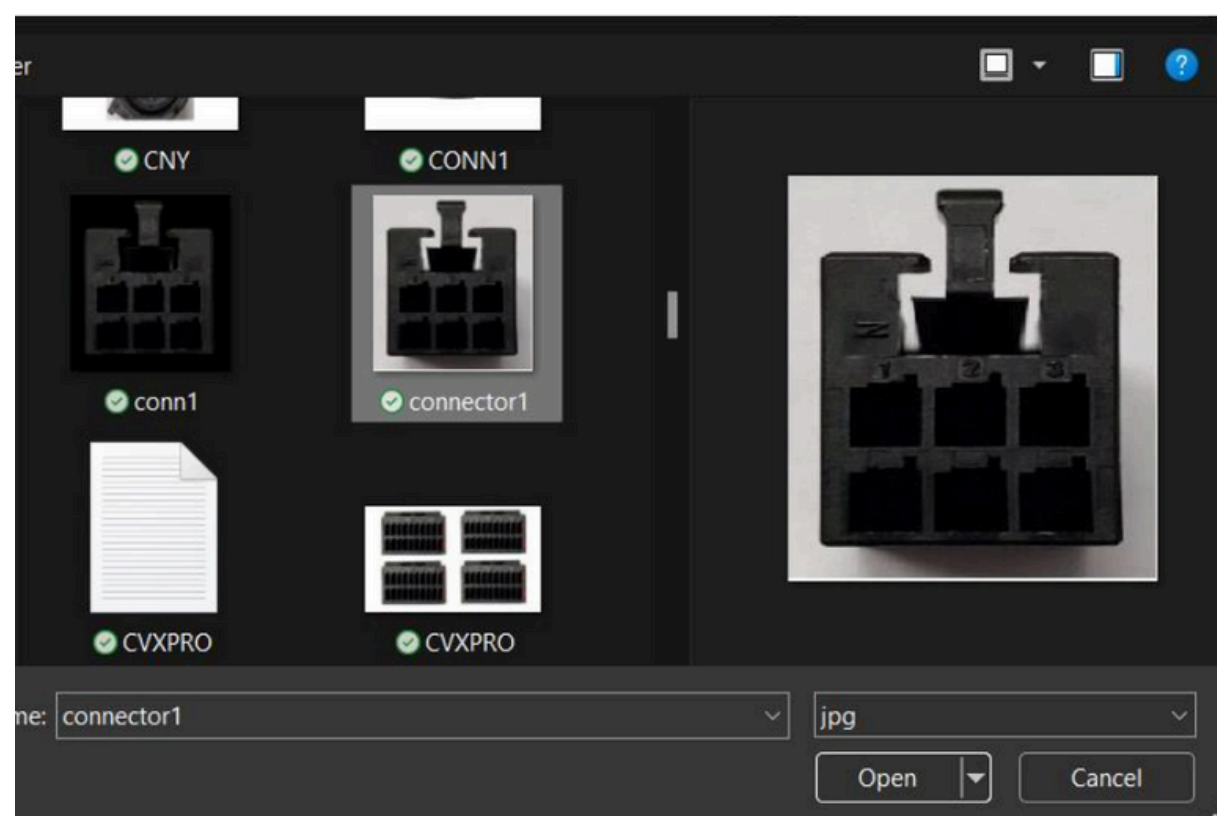 er
CNY
CONN1
conn1
connector1
1 2 3
CVXPRO
CVXPRO
me: connector1
jpg
Open
Cancel